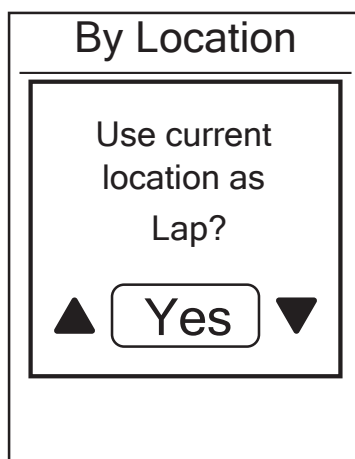 By Location
Use current
location as
Lap?
Yes